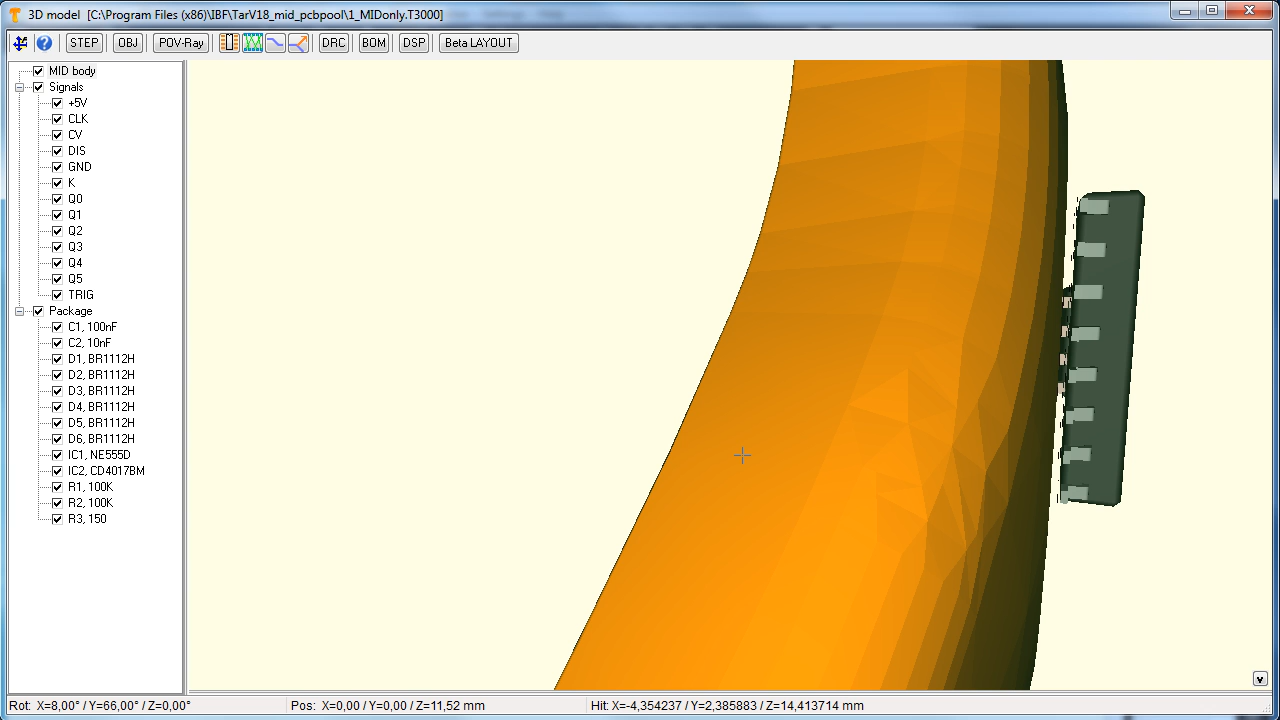 3D model [C:\Program Files (x86)\IBF\TarV18_mid_pcbpool\1_MIDonly.T3000]
STEP OBJ POV-Ray DRC BOM DSP Beta LAYOUT
MID body
Signals
+5V
CLK
CV
DIS
GND
K
Q0
Q1
Q2
Q3
Q4
Q5
TRIG
Package
C1, 100nF
C2, 10nF
D1, BR1112H
D2, BR1112H
D3, BR1112H
D4, BR1112H
D5, BR1112H
D6, BR1112H
IC1, NE555D
IC2, CD4017BM
R1, 100K
R2, 100K
R3, 150
Rot: X=8,00° / Y=66,00° / Z=0,00° Pos: X=0,00 / Y=0,00 / Z=11,52 mm Hit: X=-4,354237 / Y=2,385883 / Z=14,413714 mm